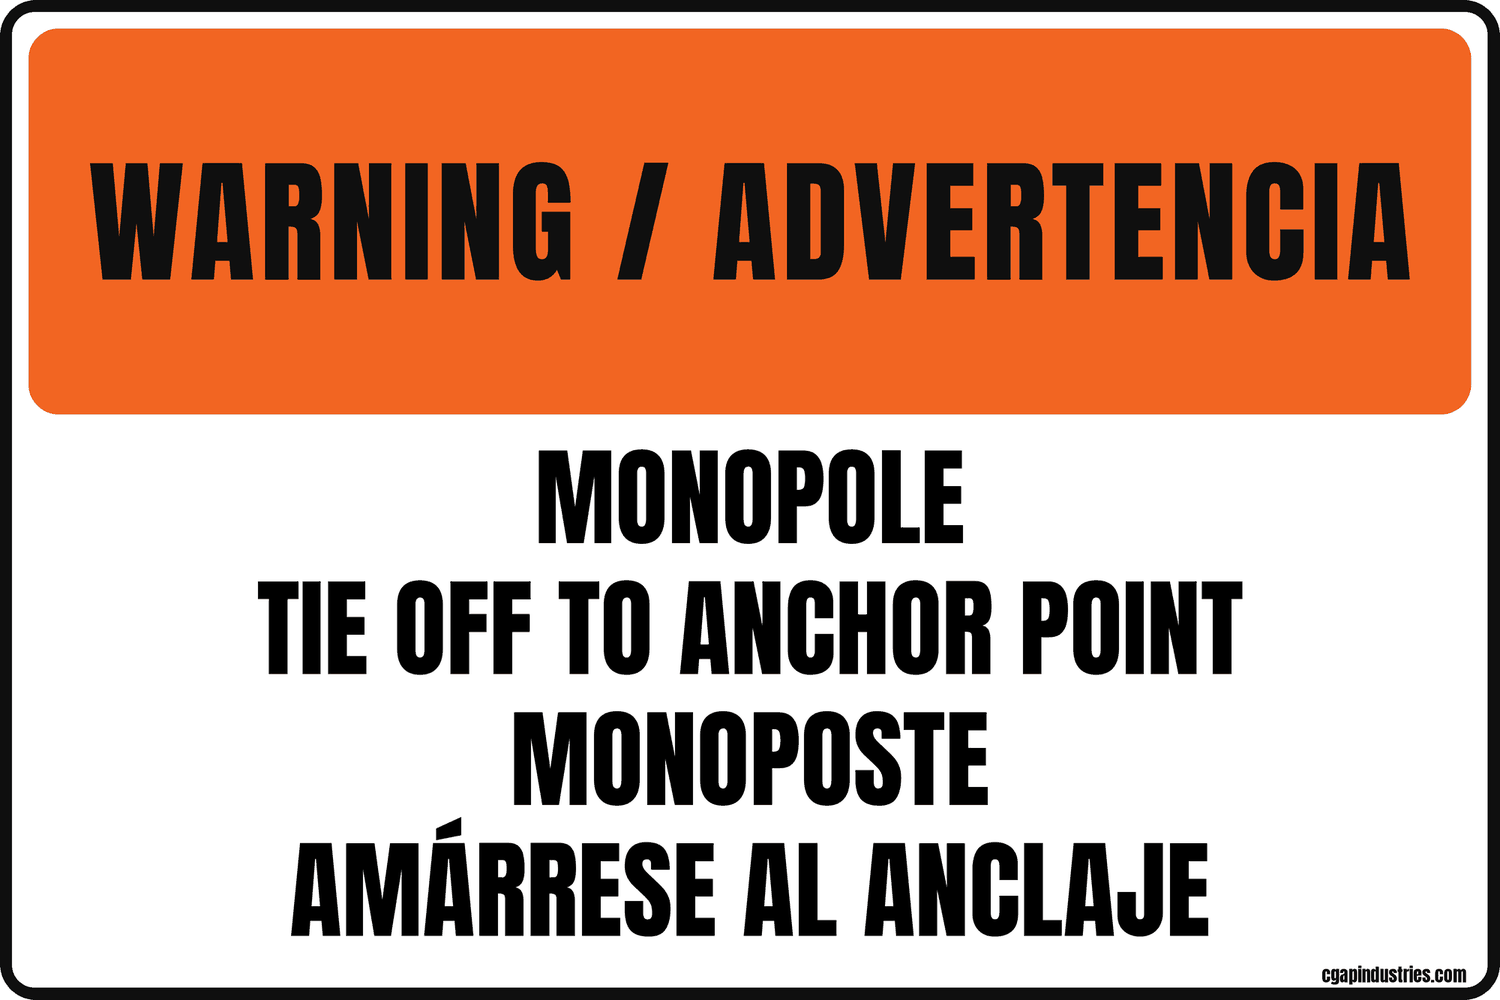 WARNING / ADVERTENCIA
MONOPOLE
TIE OFF TO ANCHOR POINT
MONOPOSTE
AMÁRRESE AL ANCLAJE
cgapindustries.com